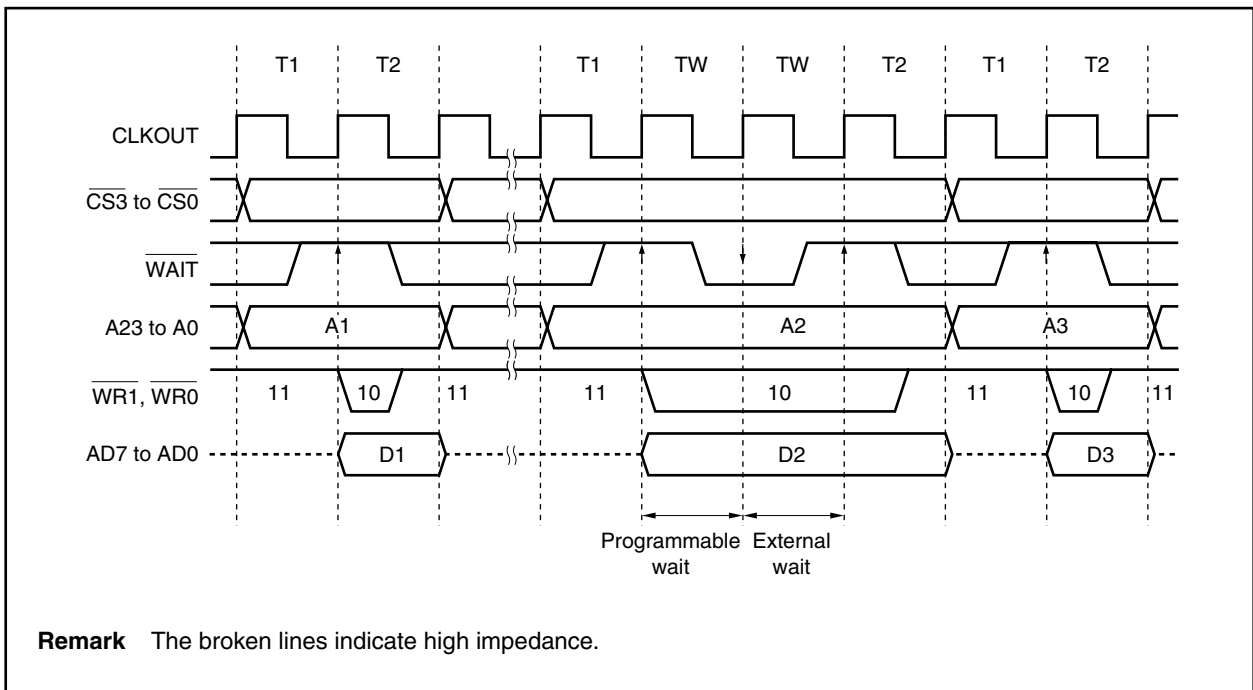 T1 T2 T1 TW TW T2 T1 T2
CLKOUT
CS3 to CS0
WAIT
A23 to A0 A1 A2 A3
WR1, WR0 11 10 11 11 10 11 10 11
AD7 to AD0 D1 D2 D3
Programmable wait
External wait
Remark The broken lines indicate high impedance.